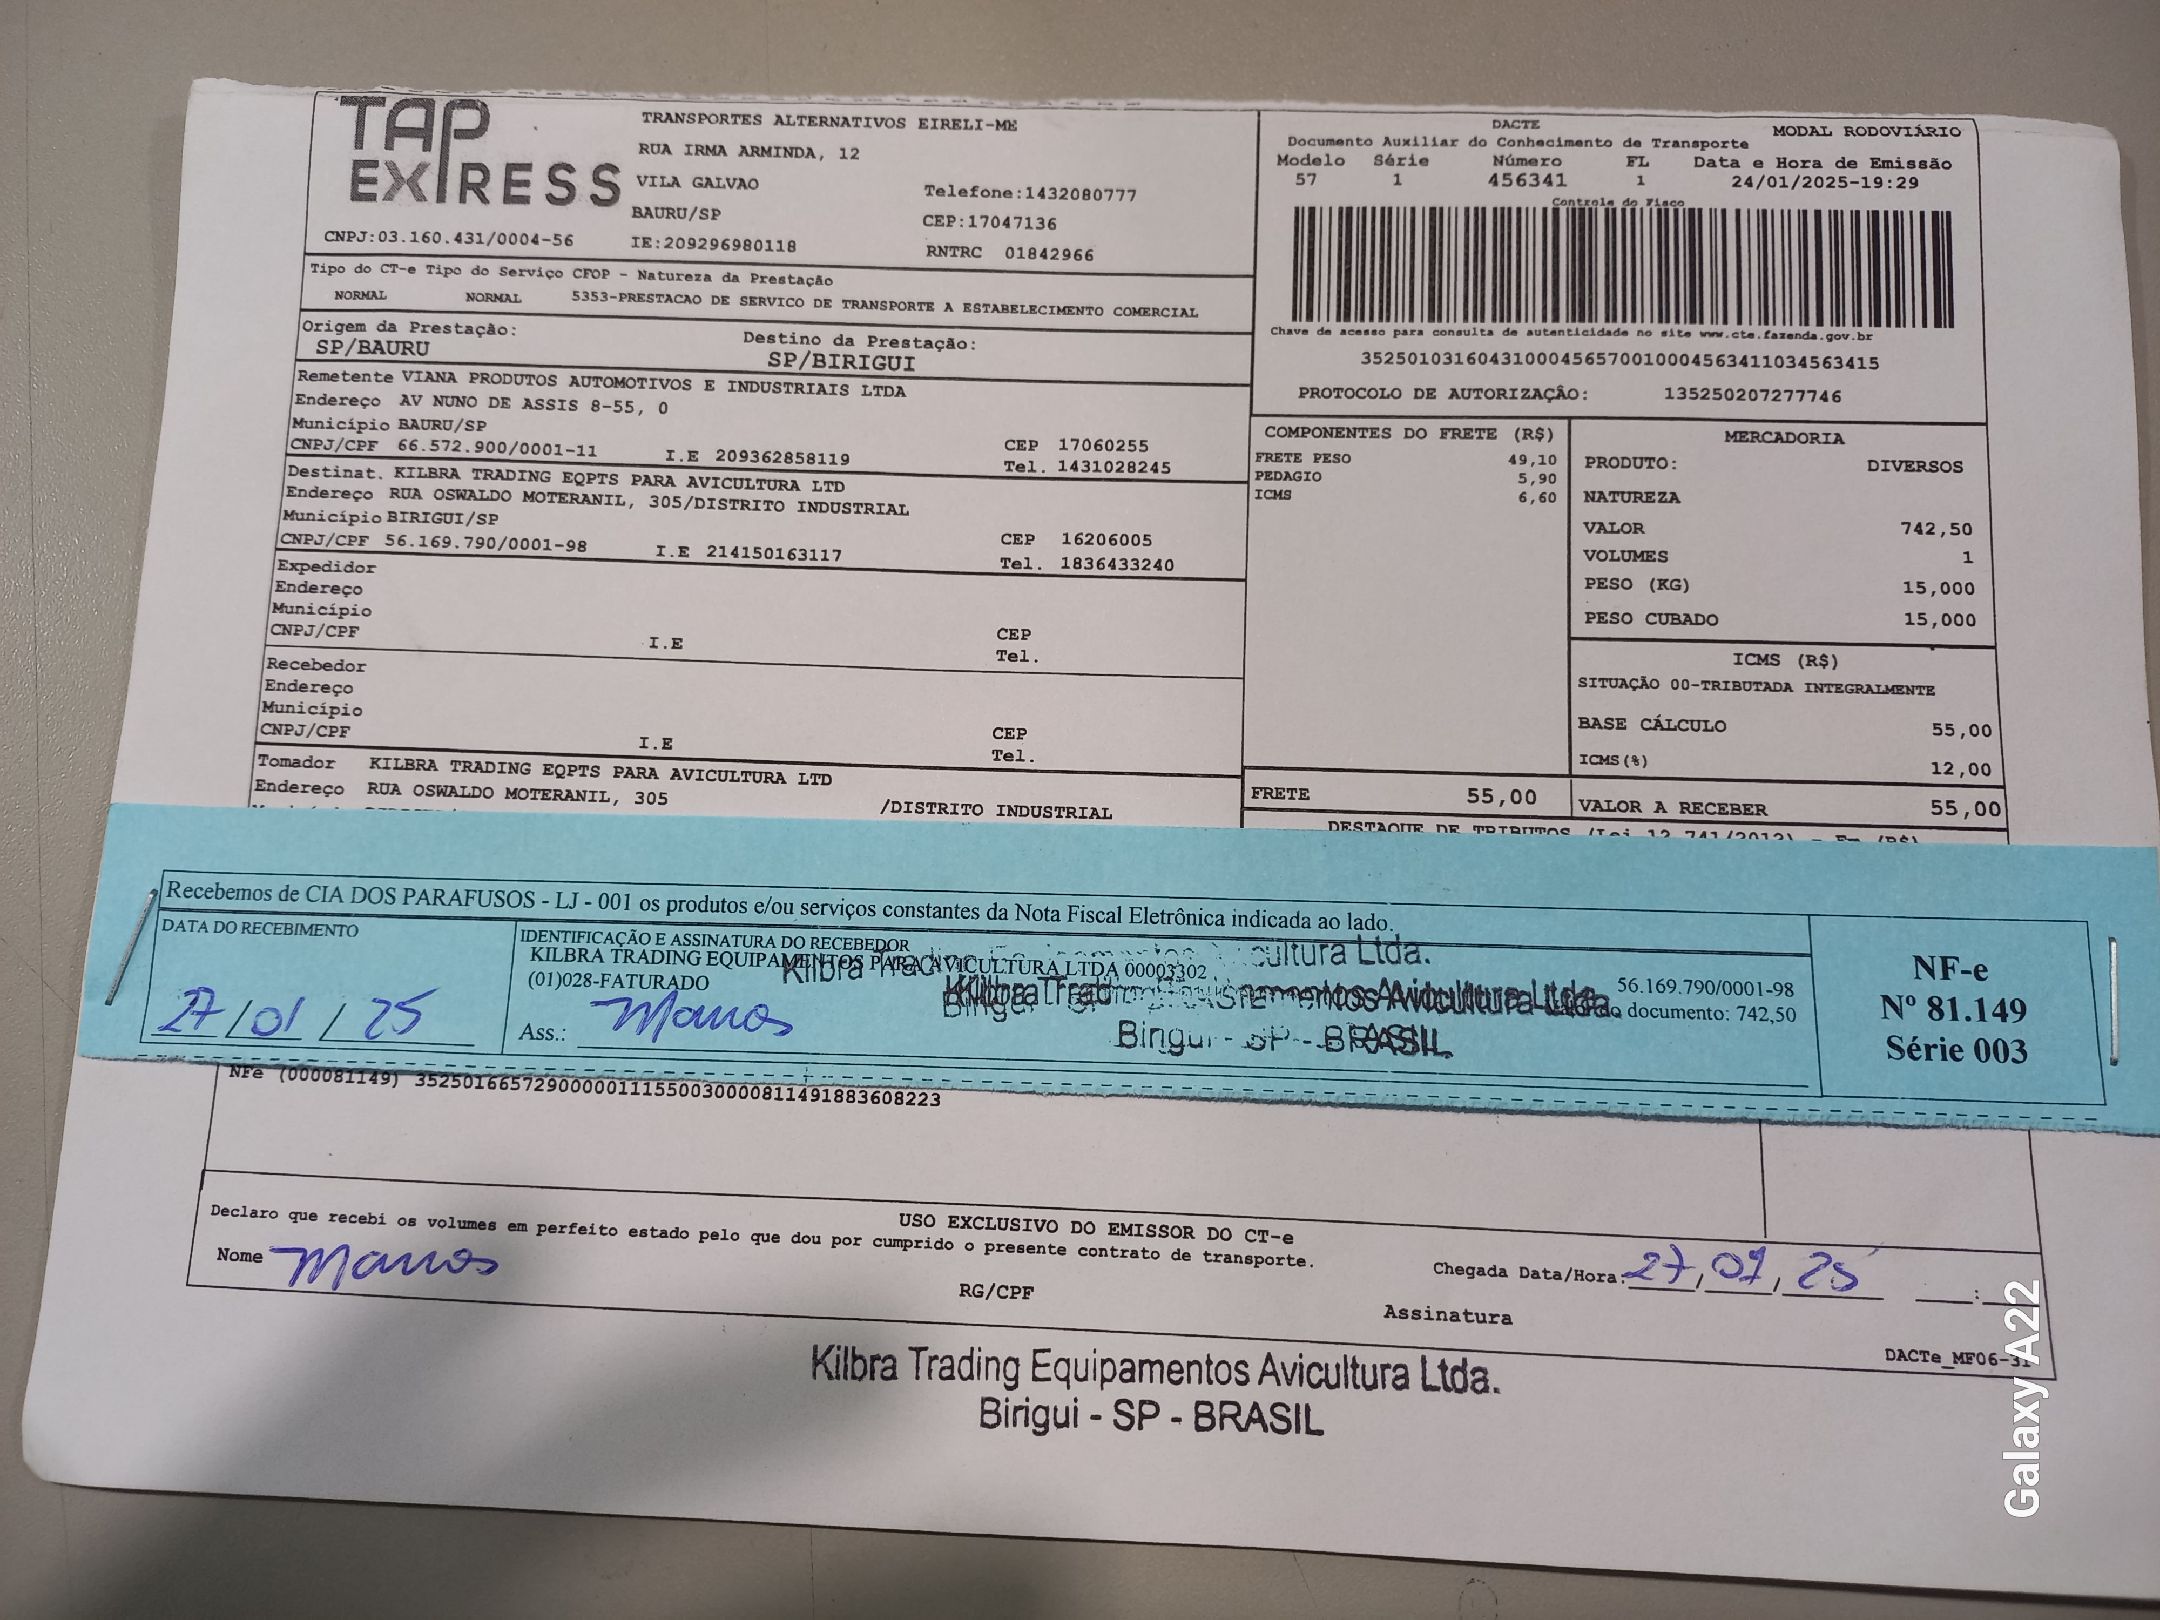 TAP EXPRESS
TRANSPORTES ALTERNATIVOS EIRELI-ME
RUA IRMA ARMINDA, 12
VILA GALVAO
Telefone:1432080777
BAURU/SP
CEP:17047136
CNPJ:03.160.431/0004-56
IE:209296980118
RNTRC 01842966
DACTE
MODAL RODOVIÁRIO
Documento Auxiliar do Conhecimento de Transporte
Modelo Série Número FL Data e Hora de Emissão
57 1 456341 1 24/01/2025-19:29
Controle do Fisco
Chave de acesso para consulta de autenticidade no site www.cte.fazenda.gov.br
35250103160431000456570010004563411034563415
PROTOCOLO DE AUTORIZAÇÃO: 135250207277746
Tipo do CT-e Tipo do Serviço CFOP - Natureza da Prestação
NORMAL NORMAL 5353-PRESTACAO DE SERVICO DE TRANSPORTE A ESTABELECIMENTO COMERCIAL
Origem da Prestação: Destino da Prestação:
SP/BAURU SP/BIRIGUI
Remetente VIANA PRODUTOS AUTOMOTIVOS E INDUSTRIAIS LTDA
Endereço AV NUNO DE ASSIS 8-55, 0
Município BAURU/SP
CEP 17060255
CNPJ/CPF 66.572.900/0001-11 I.E 209362858119 Tel. 1431028245
Destinat. KILBRA TRADING EQPTS PARA AVICULTURA LTD
Endereço RUA OSWALDO MOTERANIL, 305/DISTRITO INDUSTRIAL
Município BIRIGUI/SP
CEP 16206005
CNPJ/CPF 56.169.790/0001-98 I.E 214150163117 Tel. 1836433240
Expedidor
Endereço
Município
CEP
CNPJ/CPF I.E Tel.
Recebedor
Endereço
Município
CEP
CNPJ/CPF I.E Tel.
Tomador KILBRA TRADING EQPTS PARA AVICULTURA LTD
Endereço RUA OSWALDO MOTERANIL, 305 /DISTRITO INDUSTRIAL
COMPONENTES DO FRETE (R$)
FRETE PESO 49,10
PEDAGIO 5,90
ICMS 6,60
MERCADORIA
PRODUTO: DIVERSOS
NATUREZA
VALOR 742,50
VOLUMES 1
PESO (KG) 15,000
PESO CUBADO 15,000
ICMS (R$)
SITUAÇÃO 00-TRIBUTADA INTEGRALMENTE
BASE CÁLCULO 55,00
ICMS(%) 12,00
FRETE 55,00
VALOR A RECEBER 55,00
DESTAQUE DE TRIBUTOS (Lei 12.741/2012) - Em (R$)
Recebemos de CIA DOS PARAFUSOS - LJ - 001 os produtos e/ou serviços constantes da Nota Fiscal Eletrônica indicada ao lado.
DATA DO RECEBIMENTO
27/01/25
IDENTIFICAÇÃO E ASSINATURA DO RECEBEDOR
KILBRA TRADING EQUIPAMENTOS PARA AVICULTURA LTDA 00003302
(01)028-FATURADO
56.169.790/0001-98
Ass.: Marcos
documento: 742,50
Kilbra Trading Equipamentos Avicultura Ltda.
Birigui - SP - BRASIL
NF-e
Nº 81.149
Série 003
NFe (000081149) 35250166572900000111550030000811491883608223
USO EXCLUSIVO DO EMISSOR DO CT-e
Declaro que recebi os volumes em perfeito estado pelo que dou por cumprido o presente contrato de transporte.
Nome Marcos
RG/CPF
Chegada Data/Hora: 27/01/25 :
Assinatura
DACTe_MF06-31
Kilbra Trading Equipamentos Avicultura Ltda.
Birigui - SP - BRASIL
Galaxy A22